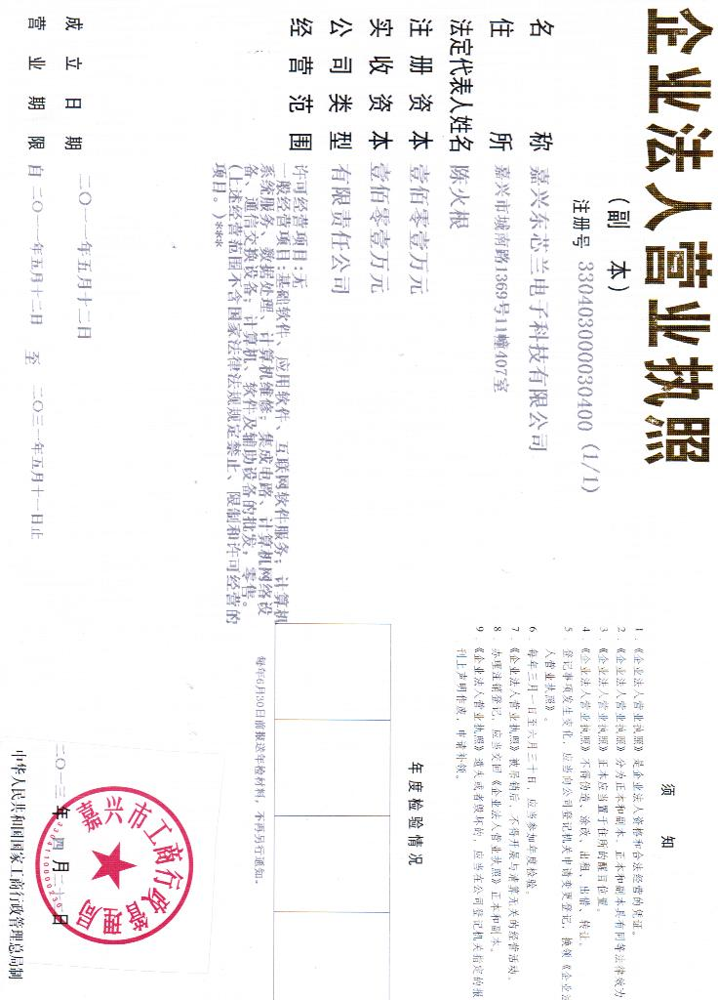 企业法人营业执照
（副 本）
注册号 330403000030400 (1/1)
名 称 嘉兴东芯兰电子科技有限公司
住 所 嘉兴市城南路1369号11幢407室
法定代表人姓名 陈火根
注 册 资 本 壹佰零壹万元
实 收 资 本 壹佰零壹万元
公 司 类 型 有限责任公司
经 营 范 围 许可经营项目：无
一般经营项目：基础软件、应用软件、互联网软件服务；计算机
系统服务、数据处理、计算机维修；集成电路、计算机网络设
备、通信交换设备；计算机、软件及辅助设备的批发，零售。
(上述经营范围不含国家法律法规规定禁止、限制和许可经营的
项目。)***
成 立 日 期 二〇一一年五月十二日
营 业 期 限 自 二〇一一年五月十二日 至 二〇三一年五月十一日止
须 知
1．《企业法人营业执照》是企业法人资格和合法经营的凭证。
2．《企业法人营业执照》分为正本和副本，正本和副本具有同等法律效力
3．《企业法人营业执照》正本应当置于住所的醒目位置。
4．《企业法人营业执照》不得伪造、涂改、出租、出借、转让。
5．登记事项发生变化，应当向公司登记机关申请变更登记，换领《企业法
人营业执照》。
6．每年三月一日至六月三十日，应当参加年度检验。
7．《企业法人营业执照》被吊销后，不得开展与清算无关的经营活动。
8．办理注销登记，应当交回《企业法人营业执照》正本和副本。
9．《企业法人营业执照》遗失或者毁坏的，应当在公司登记机关指定的报
刊上声明作废，申请补领。
年 度 检 验 情 况
每年6月30日前报送年检材料，不再另行通知。
嘉兴市工商行政管理局
二〇一三 年 四 月 二十 日
中华人民共和国国家工商行政管理总局制